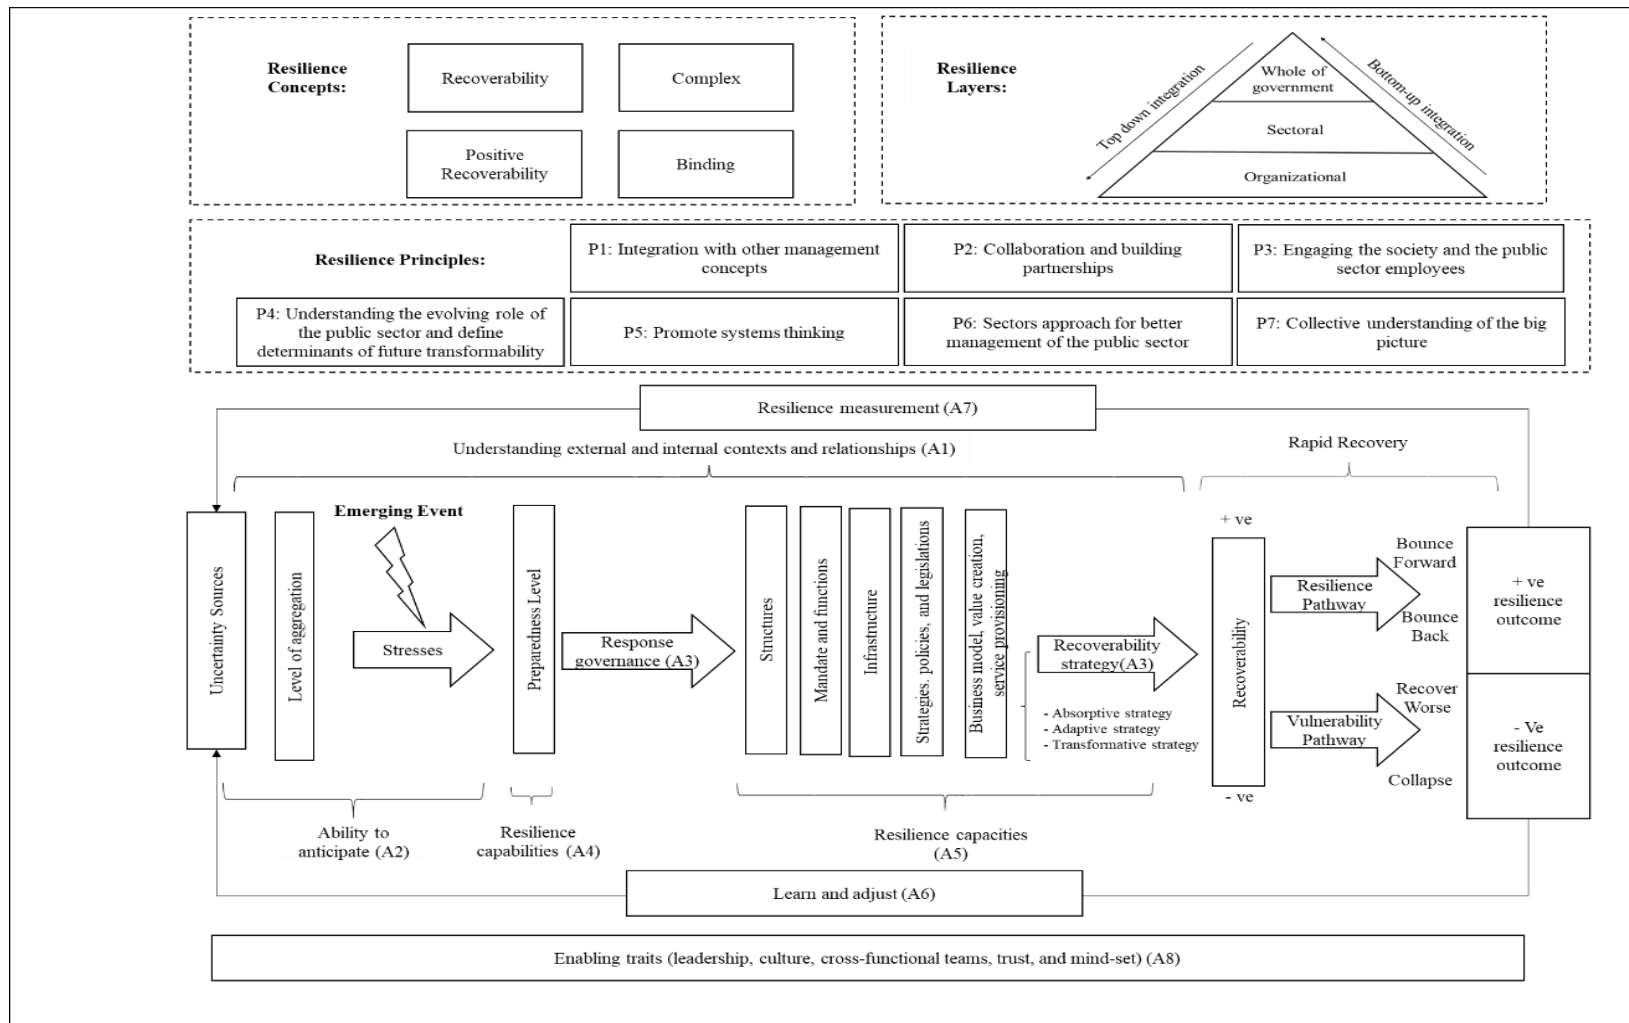 Resilience
Concepts:
Recoverability
Complex
Positive
Recoverability
Binding
Resilience
Layers:
Top down integration
Whole of
government
Sectoral
Organizational
Bottom-up integration
Resilience Principles:
P1: Integration with other management
concepts
P2: Collaboration and building
partnerships
P3: Engaging the society and the public
sector employees
P4: Understanding the evolving role of
the public sector and define
determinants of future transformability
P5: Promote systems thinking
P6: Sectors approach for better
management of the public sector
P7: Collective understanding of the big
picture
Resilience measurement (A7)
Understanding external and internal contexts and relationships (A1)
Rapid Recovery
Uncertainty Sources
Level of aggregation
Emerging Event
Stresses
Preparedness Level
Response
governance (A3)
Structures
Mandate and functions
Infrastructure
Strategies, policies, and legislations
Business model, value creation,
service provisioning
Recoverability
strategy(A3)
- Absorptive strategy
- Adaptive strategy
- Transformative strategy
+ ve
Recoverability
- ve
Resilience
Pathway
Vulnerability
Pathway
Bounce
Forward
Bounce
Back
Recover
Worse
Collapse
+ ve
resilience
outcome
- Ve
resilience
outcome
Ability to
anticipate (A2)
Resilience
capabilities (A4)
Resilience capacities
(A5)
Learn and adjust (A6)
Enabling traits (leadership, culture, cross-functional teams, trust, and mind-set) (A8)